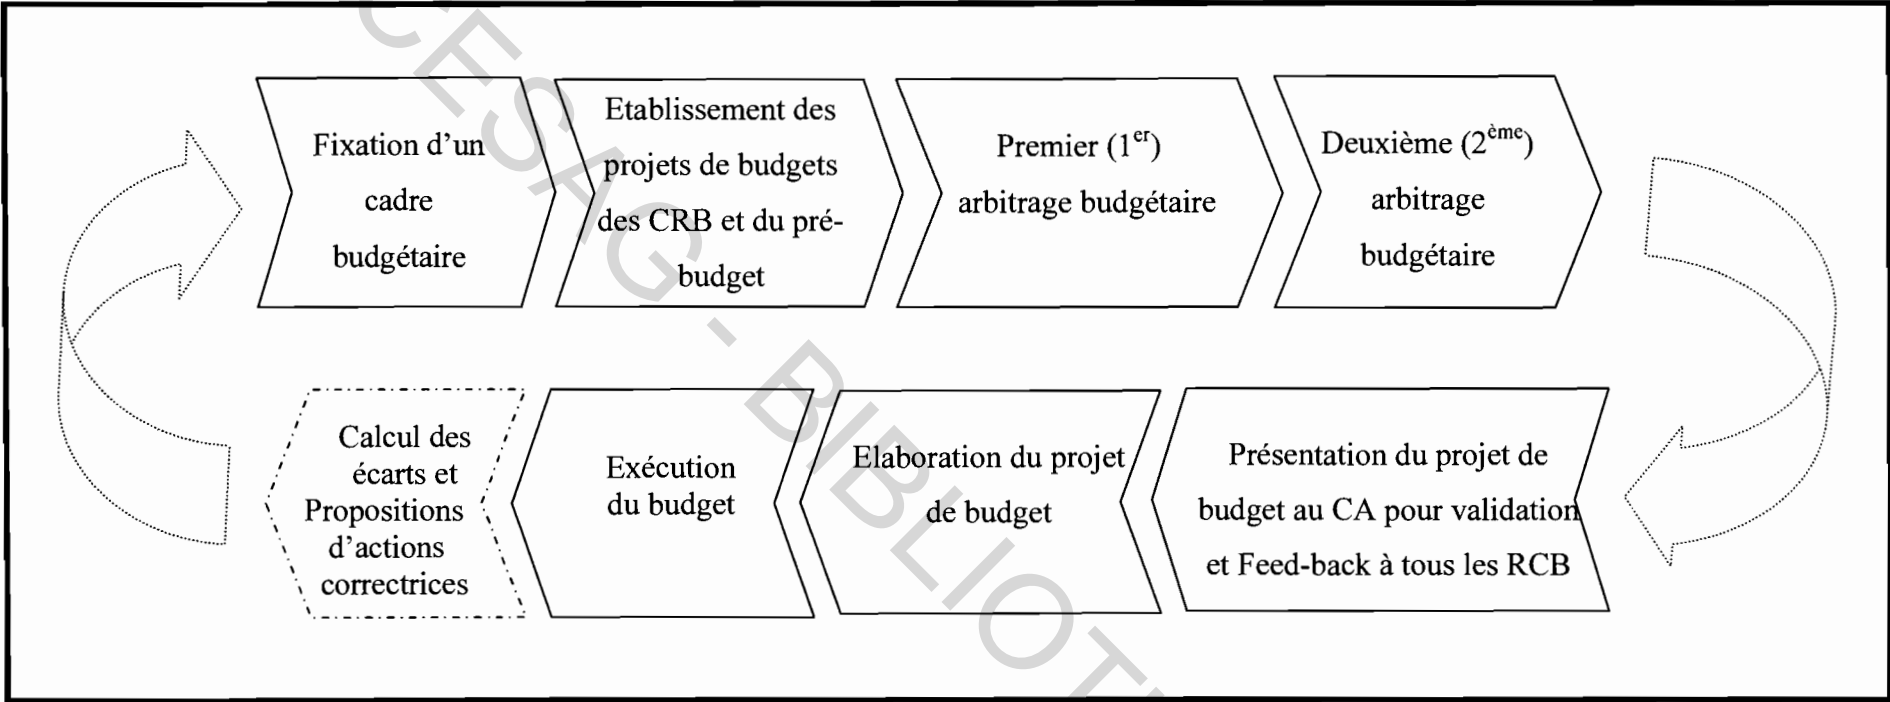 Fixation d'un
cadre
budgétaire
Etablissement des
projets de budgets
des CRB et du pré-
budget
Premier (1er)
arbitrage budgétaire
Deuxième (2ème)
arbitrage
budgétaire
Présentation du projet de
budget au CA pour validation
et Feed-back à tous les RCB
Elaboration du projet
de budget
Exécution
du budget
Calcul des
écarts et
Propositions
d'actions
correctrices
CESAG - BIBLIOT